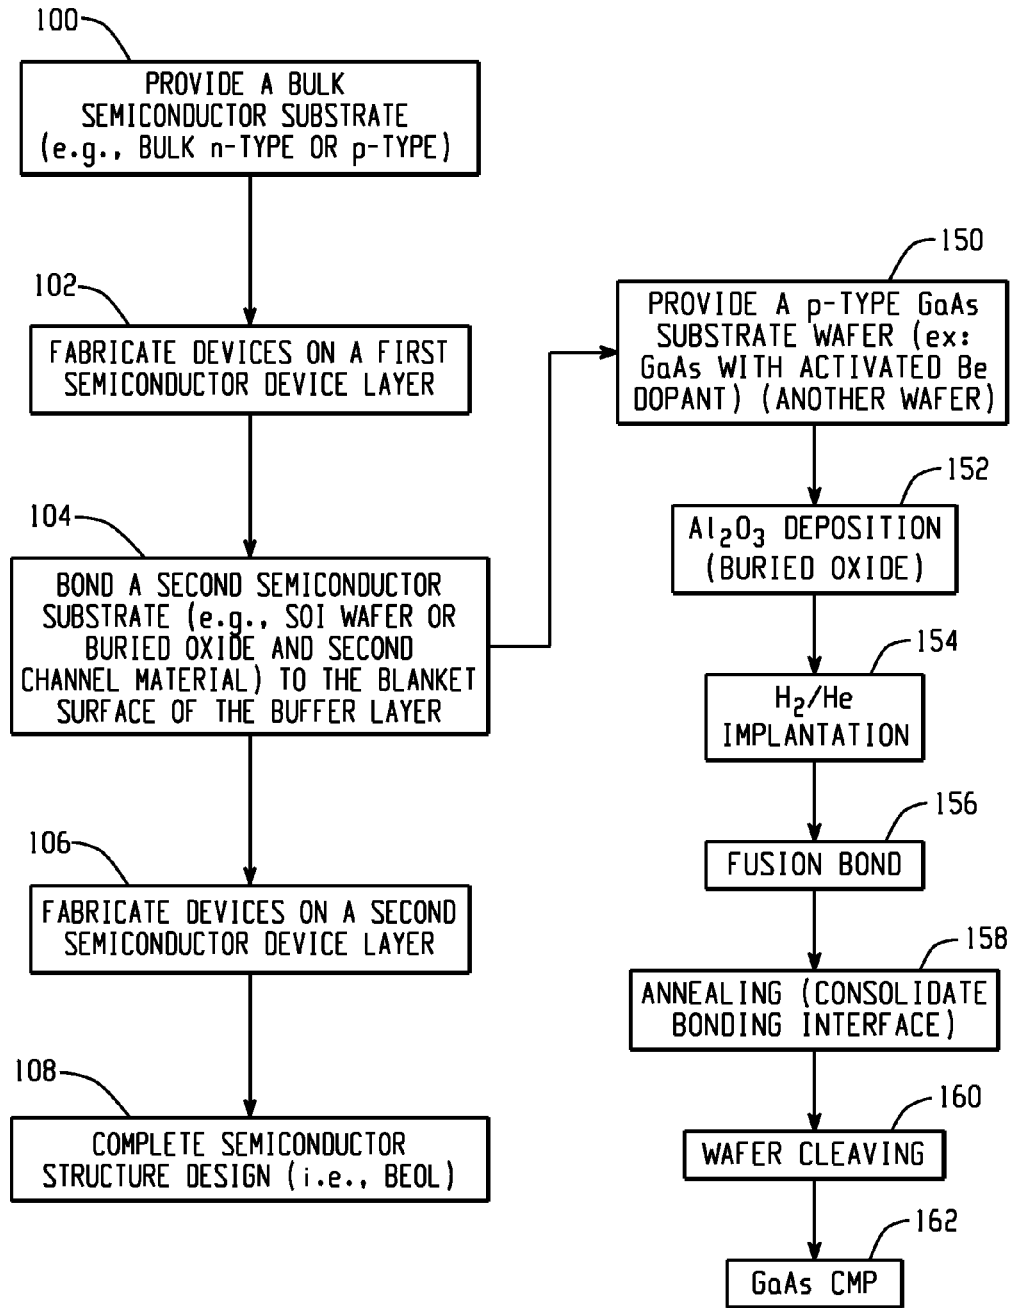 100
PROVIDE A BULK
SEMICONDUCTOR SUBSTRATE
(e.g., BULK n-TYPE OR p-TYPE)
102
FABRICATE DEVICES ON A FIRST
SEMICONDUCTOR DEVICE LAYER
104
BOND A SECOND SEMICONDUCTOR
SUBSTRATE (e.g., SOI WAFER OR
BURIED OXIDE AND SECOND
CHANNEL MATERIAL) TO THE BLANKET
SURFACE OF THE BUFFER LAYER
106
FABRICATE DEVICES ON A SECOND
SEMICONDUCTOR DEVICE LAYER
108
COMPLETE SEMICONDUCTOR
STRUCTURE DESIGN (i.e., BEOL)
150
PROVIDE A p-TYPE GaAs
SUBSTRATE WAFER (ex:
GaAs WITH ACTIVATED Be
DOPANT) (ANOTHER WAFER)
152
Al₂O₃ DEPOSITION
(BURIED OXIDE)
154
H₂/He
IMPLANTATION
156
FUSION BOND
158
ANNEALING (CONSOLIDATE
BONDING INTERFACE)
160
WAFER CLEAVING
162
GaAs CMP